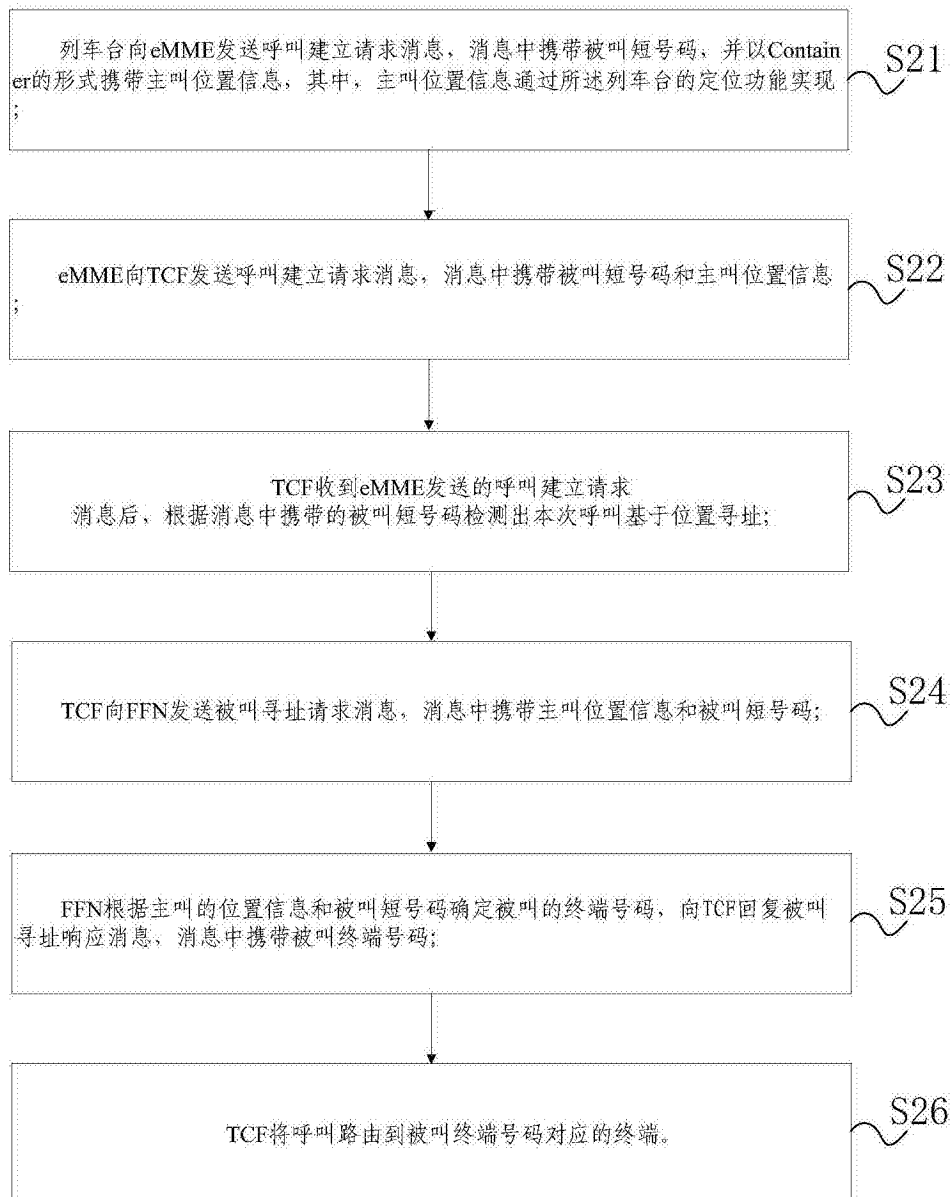 列车台向eMME发送呼叫建立请求消息，消息中携带被叫短号码，并以Contain
er的形式携带主叫位置信息，其中，主叫位置信息通过所述列车台的定位功能实现
；
S21
eMME向TCF发送呼叫建立请求消息，消息中携带被叫短号码和主叫位置信息
；
S22
TCF收到eMME发送的呼叫建立请求
消息后、根据消息中携带的被叫短号码检测出本次呼叫基于位置寻址；
S23
TCF向FFN发送被叫寻址请求消息，消息中携带主叫位置信息和被叫短号码；
S24
FFN根据主叫的位置信息和被叫短号码确定被叫的终端号码、向TCF回复被叫
寻址响应消息，消息中携带被叫终端号码；
S25
TCF将呼叫路由到被叫终端号码对应的终端。
S26